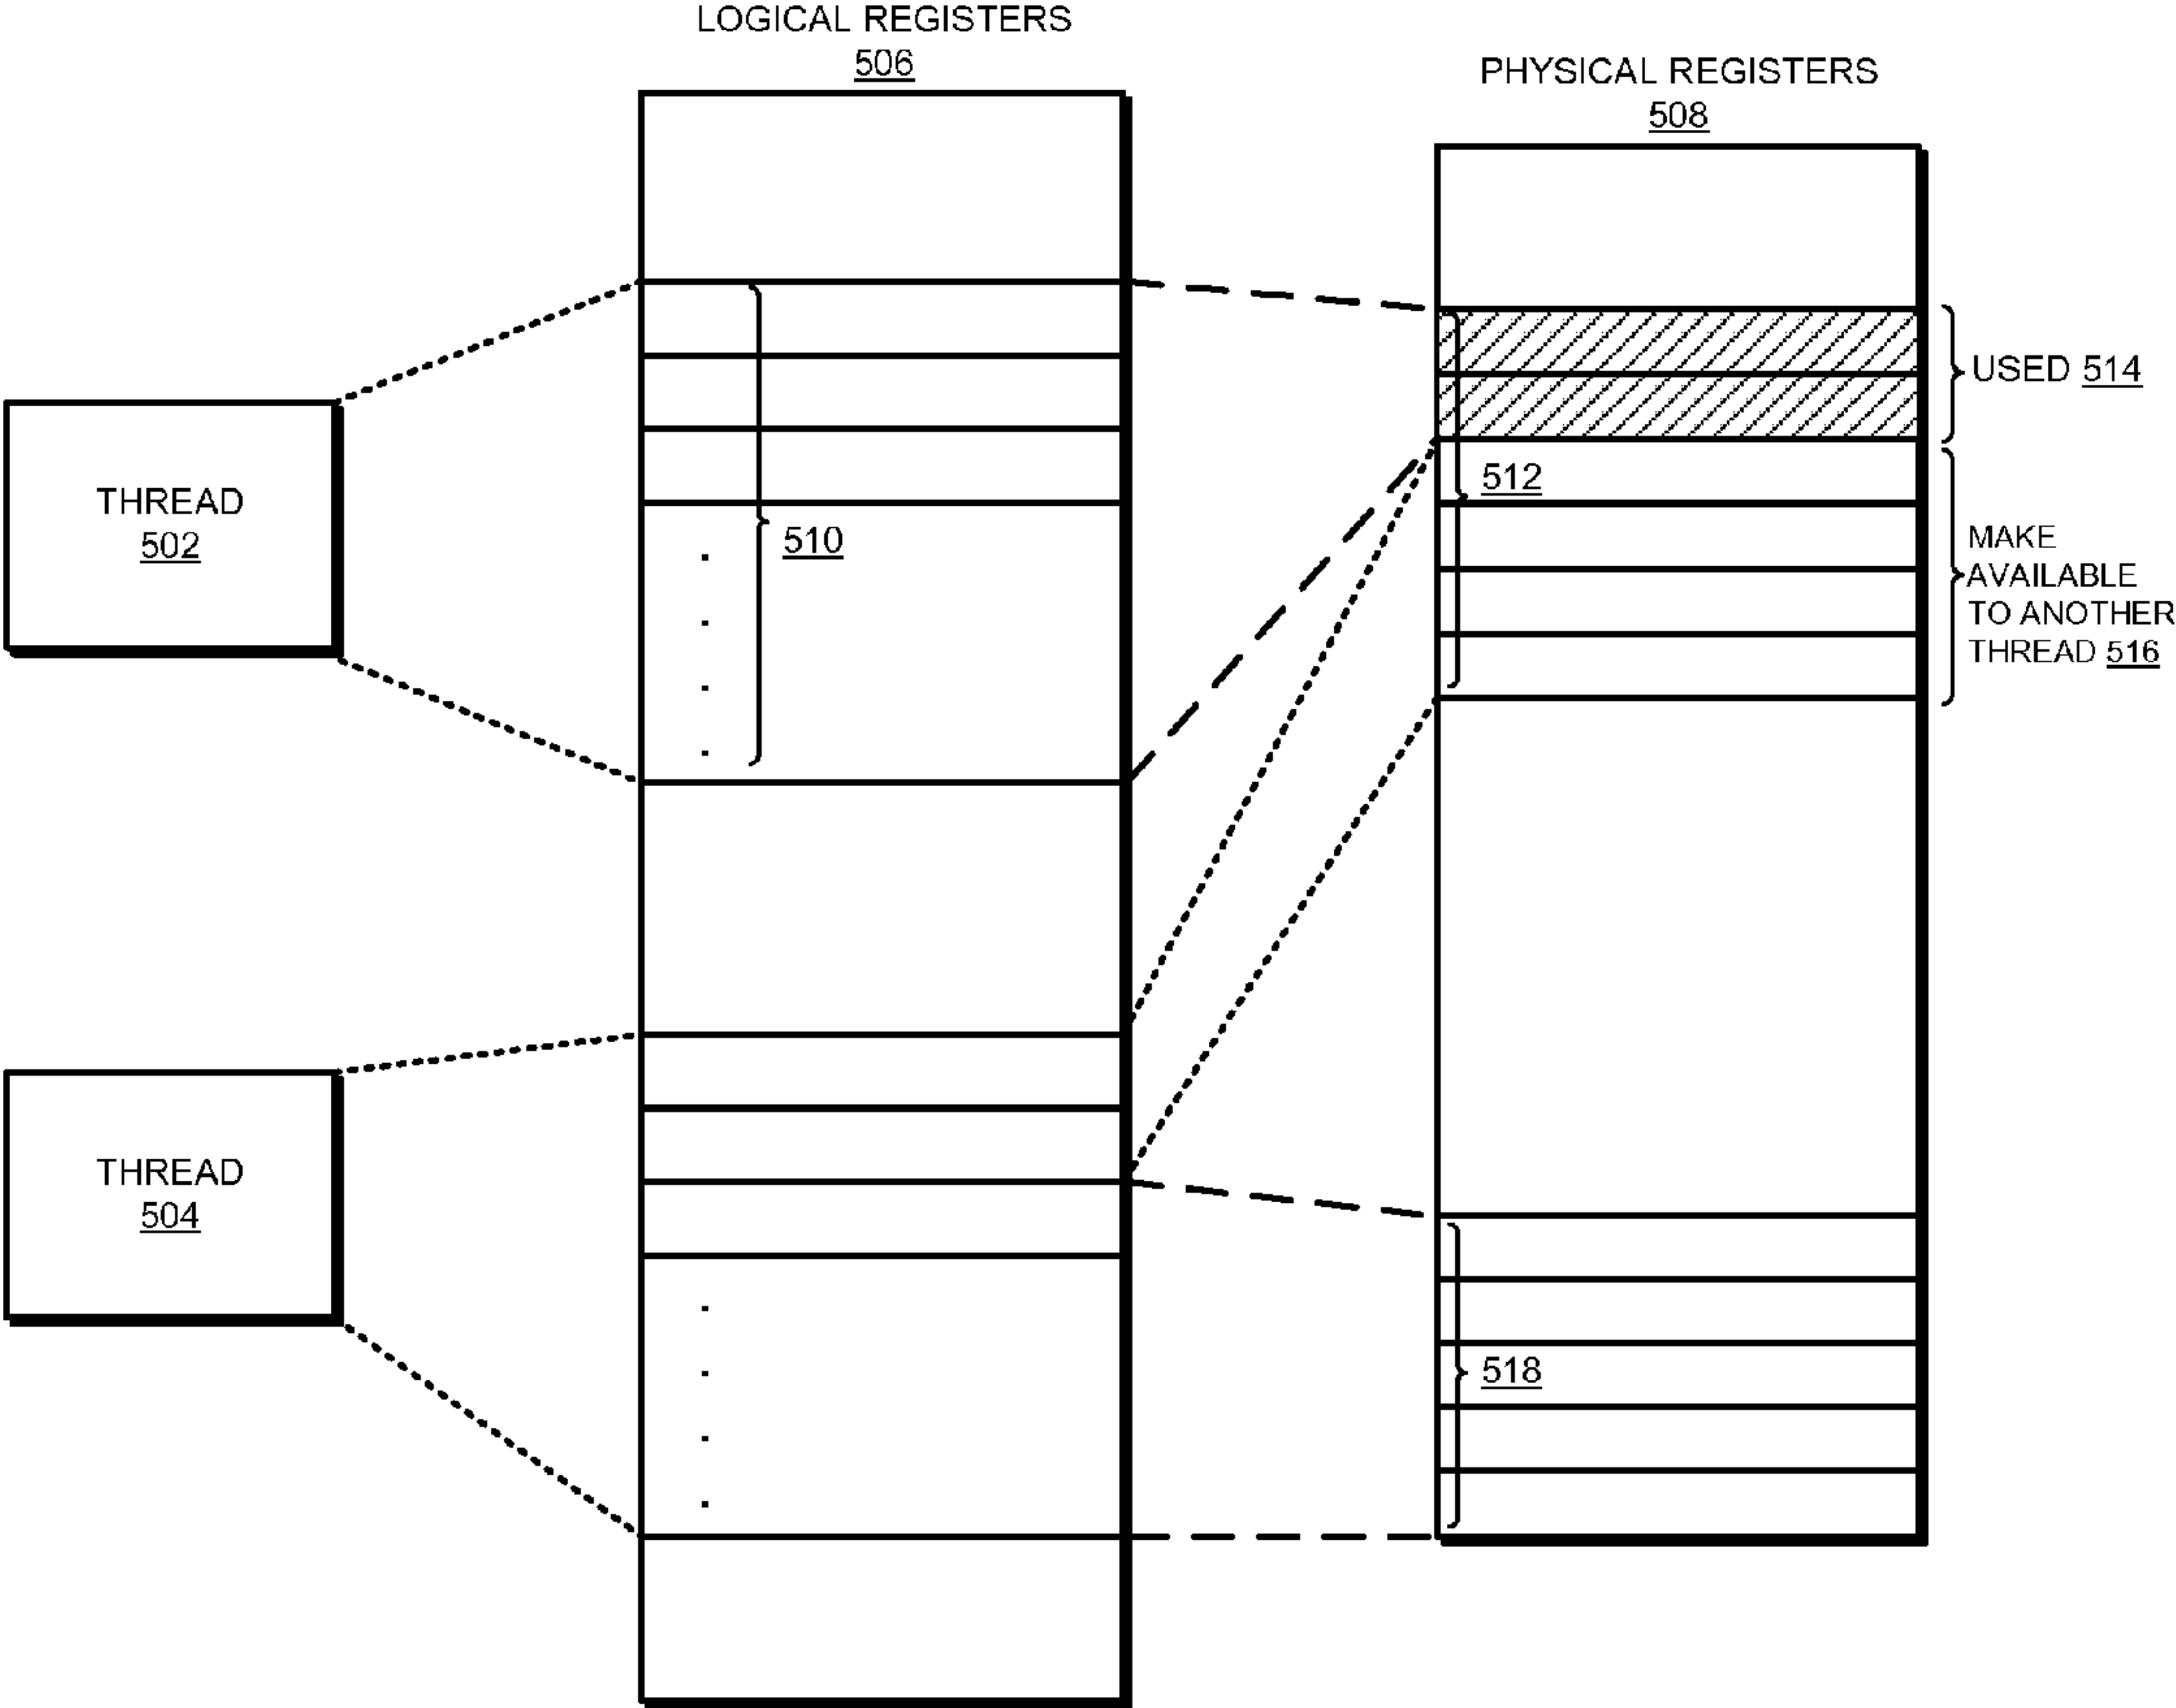 LOGICAL REGISTERS
506
PHYSICAL REGISTERS
508
USED 514
512
THREAD
502
510
MAKE
AVAILABLE
TO ANOTHER
THREAD 516
THREAD
504
518